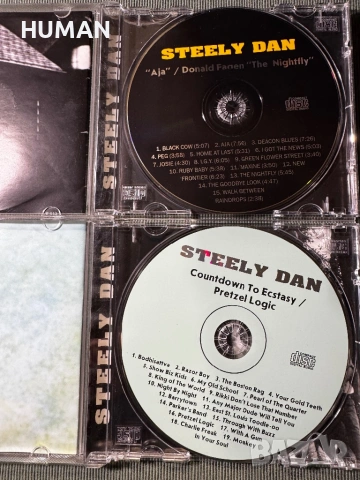 HUMAN
STEELY DAN
STEELY DAN
"Aja" / Donald Fagen "The Nightfly"
1. BLACK COW (5:07) 2. AJA (7:56) 3. DEACON BLUES (7:26)
4. PEG (3:58) 5. HOME AT LAST (5:31) 6. I GOT THE NEWS (5:03)
7. JOSIE (4:30) 8. I.G.Y. (6:05) 9. GREEN FLOWER STREET (3:40)
10. RUBY BABY (5:38) 11. MAXINE (3:50) 12. NEW
FRONTIER (6:23) 13. THE NIGHTFLY (5:45)
14. THE GOODBYE LOOK (4:47)
15. WALK BETWEEN
RAINDROPS (2:38)
STEELY DAN
STEELY DAN
Countdown To Ecstasy /
Pretzel Logic
1. Bodhisattva 2. Razor Boy 3. The Boston Rag 4. Your Gold Teeth
5. Show Biz Kids 6. My Old School 7. Pearl of The Quarter
8. King of The World 9. Rikki Don't Lose That Number
10. Night By Night 11. Any Major Dude Will Tell You
12. Barrytown 13. East St. Louis Toodle-oo
14. Parker's Band 15. Through With Buzz
16. Pretzel Logic 17. With A Gun
18. Charlie Freak 19. Monkey
In Your Soul
BAZAR